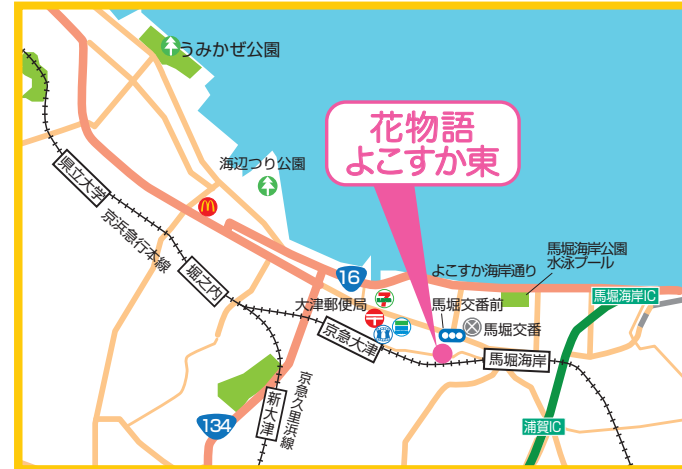 うみかぜ公園
花物語
よこすか東
海辺つり公園
県立大学
京浜急行本線
堀之内
16
よこすか海岸通り
馬堀海岸公園
水泳プール
大津郵便局
7
馬堀交番前
馬堀海岸IC
馬堀交番
京急大津
馬堀海岸
京急久里浜線
新大津
134
浦賀IC